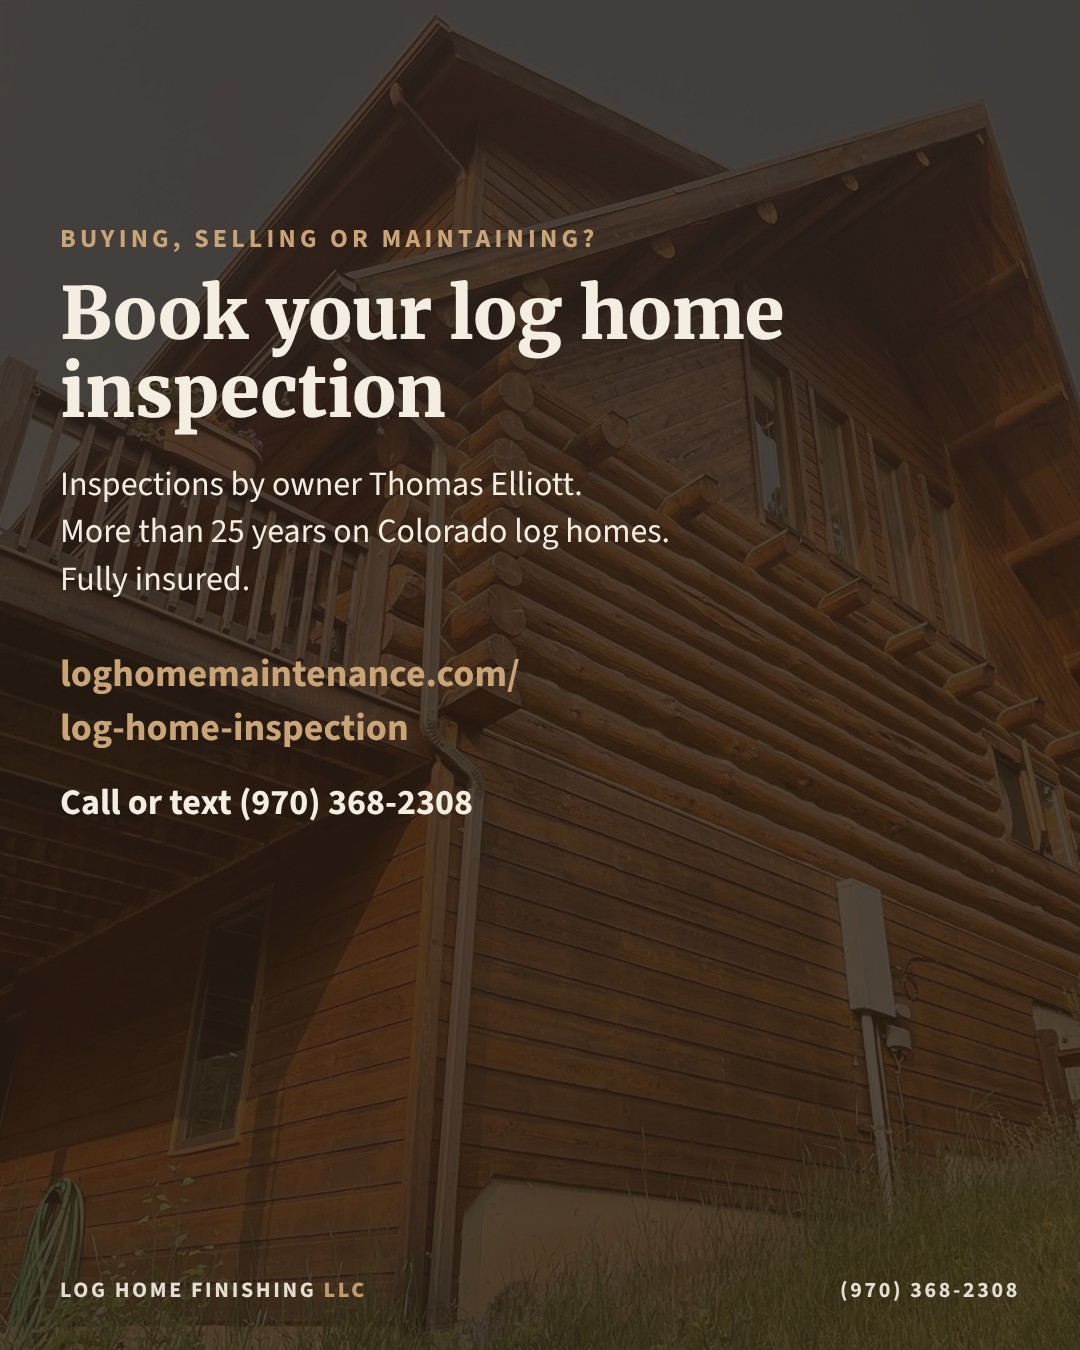 BUYING, SELLING OR MAINTAINING?
Book your log home
inspection
Inspections by owner Thomas Elliott.
More than 25 years on Colorado log homes.
Fully insured.
loghomemaintenance.com/
log-home-inspection
Call or text (970) 368-2308
LOG HOME FINISHING LLC
(970) 368-2308